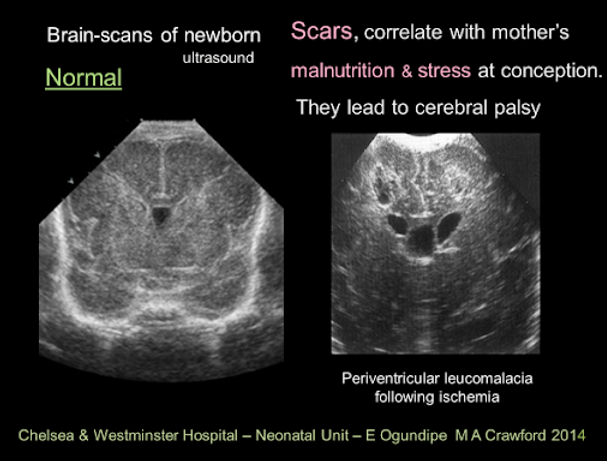 Brain-scans of newborn
ultrasound
Normal
Scars, correlate with mother's
malnutrition & stress at conception.
They lead to cerebral palsy
Periventricular leucomalacia
following ischemia
Chelsea & Westminster Hospital – Neonatal Unit – E Ogundipe M A Crawford 2014